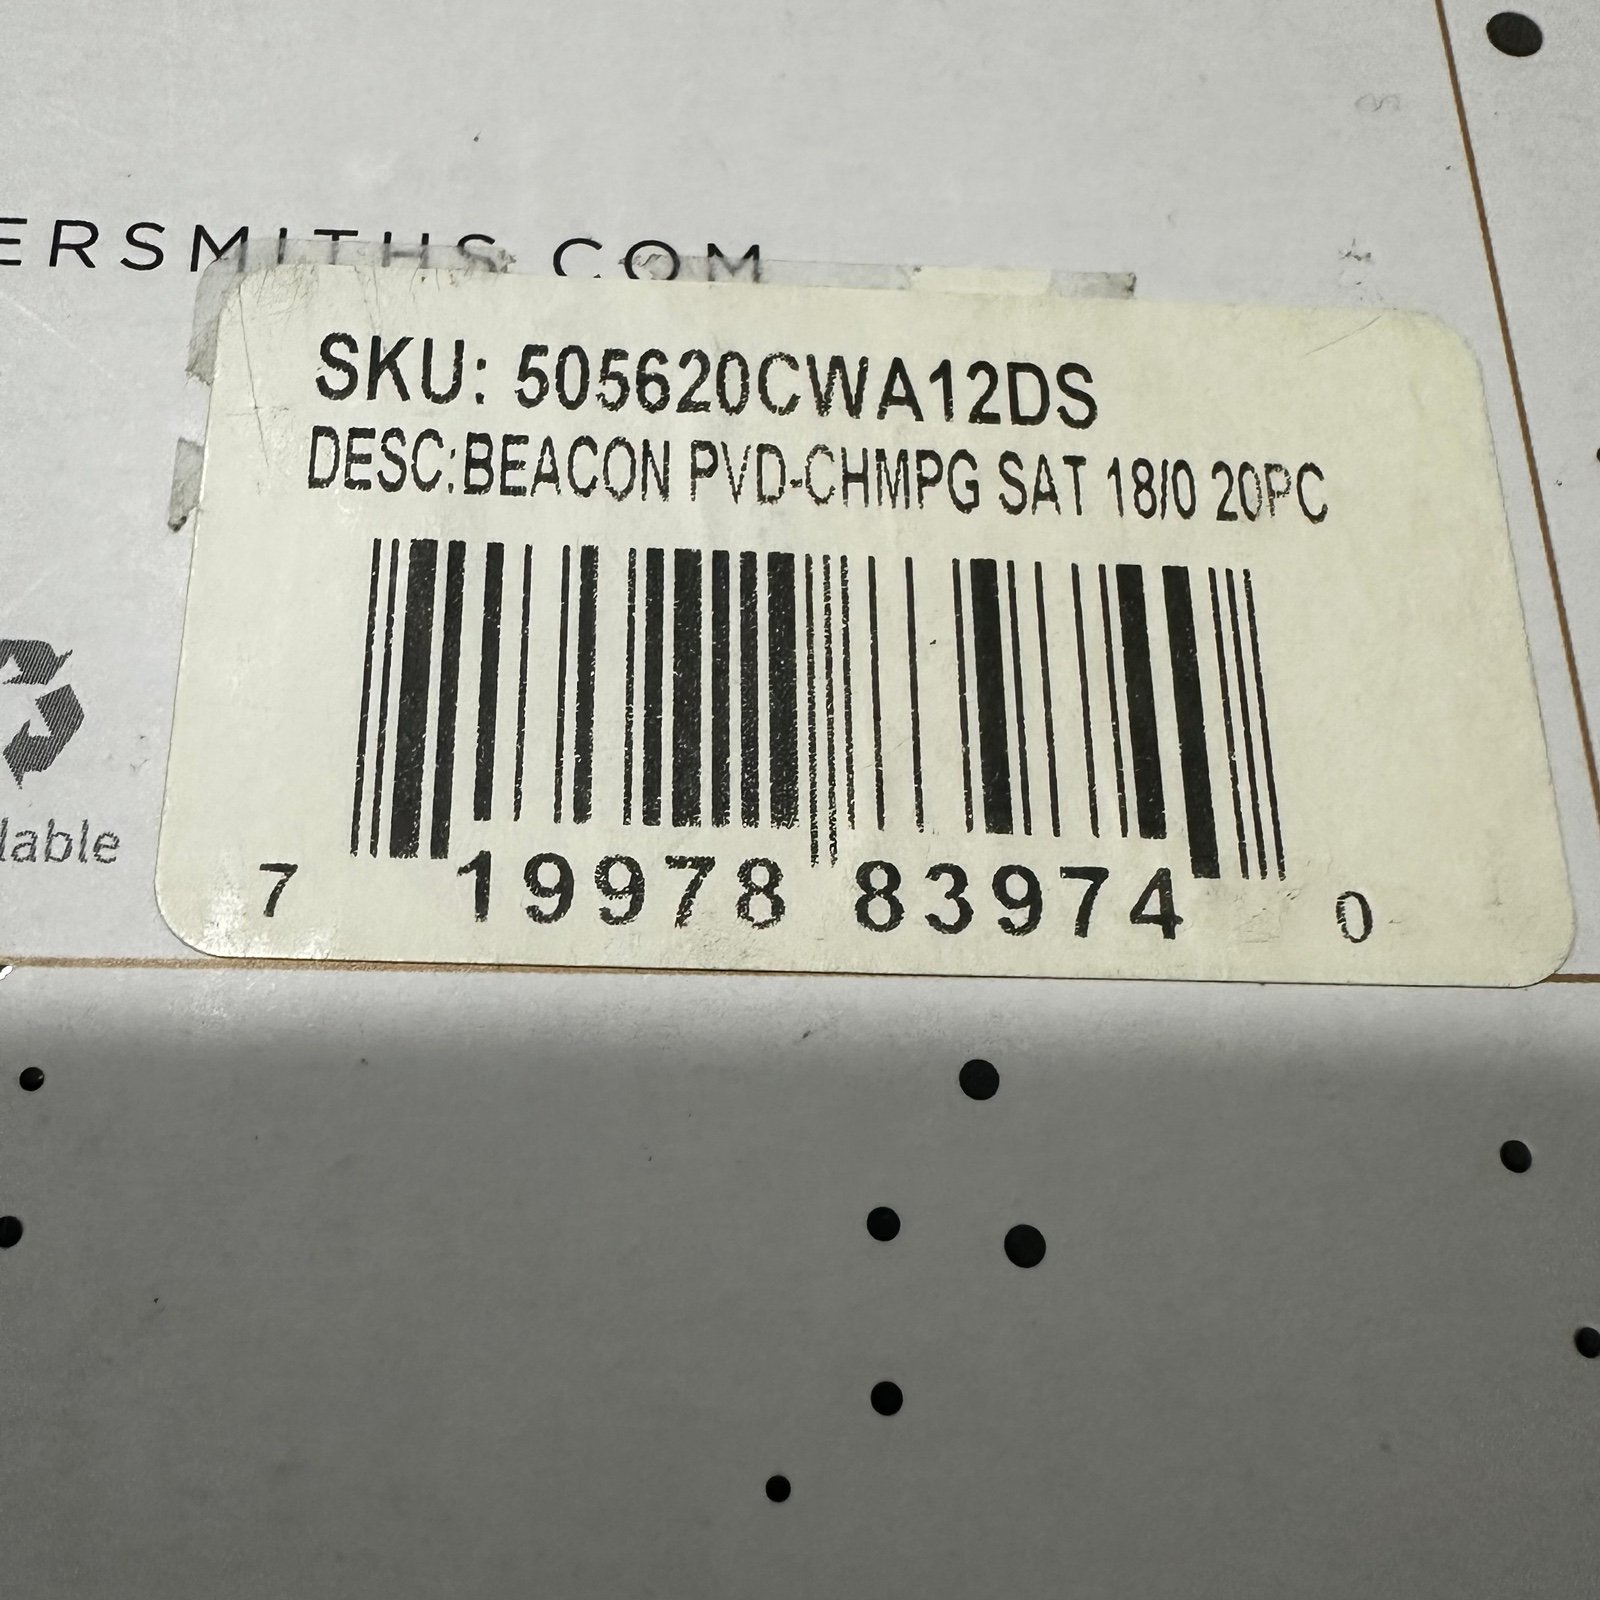 ERSMITHS.COM
SKU: 505620CWA12DS
DESC:BEACON PVD-CHMPG SAT 18/0 20PC
lable
7 19978 83974 0